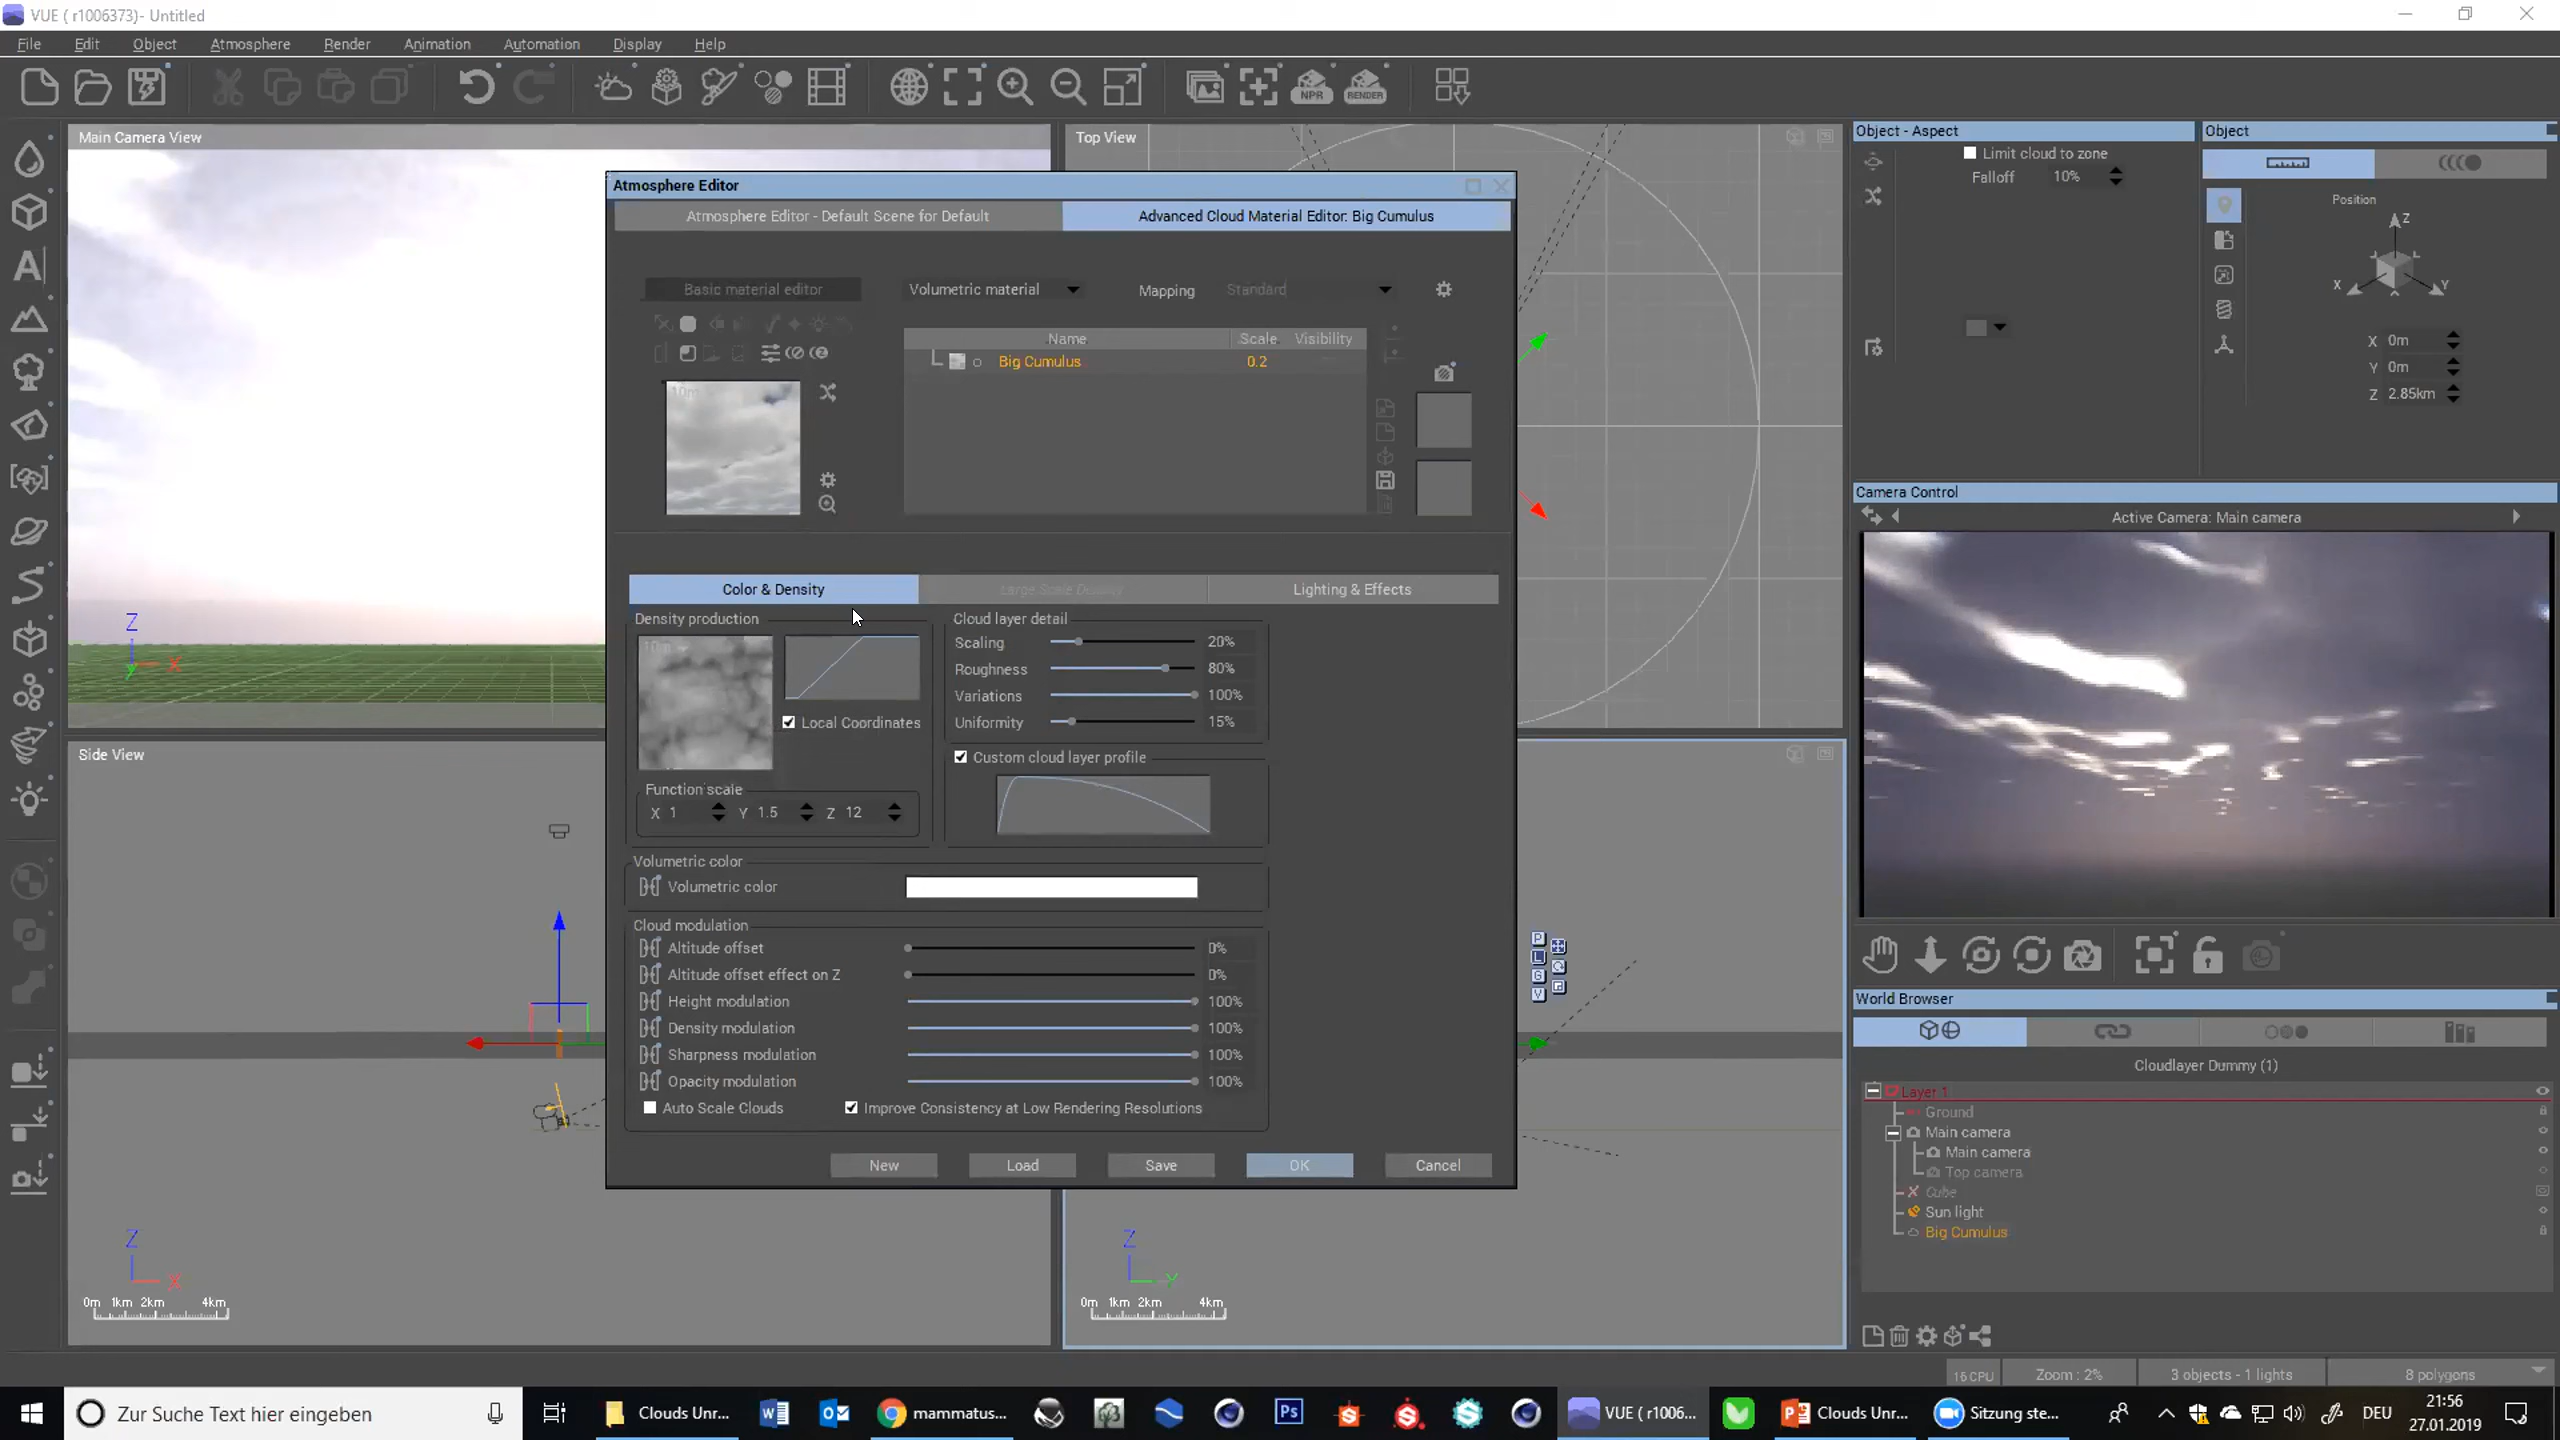 VUE ( r1006373)- Untitled
File Edit Object Atmosphere Render Animation Automation Display Help
NPR RENDER
Main Camera View
Top View
Object - Aspect
Object
Limit cloud to zone
Falloff 10%
Position
Z
X Y
X 0m
Y 0m
Z 2.85km
Atmosphere Editor
Atmosphere Editor - Default Scene for Default
Advanced Cloud Material Editor: Big Cumulus
Basic material editor
Volumetric material
Mapping Standard
Name Scale Visibility
Big Cumulus 0.2
Color & Density
Large Scale Density
Lighting & Effects
Density production
Local Coordinates
Function scale
X 1 Y 1.5 Z 12
Cloud layer detail
Scaling 20%
Roughness 80%
Variations 100%
Uniformity 15%
Custom cloud layer profile
Volumetric color
Volumetric color
Cloud modulation
Altitude offset 0%
Altitude offset effect on Z 0%
Height modulation 100%
Density modulation 100%
Sharpness modulation 100%
Opacity modulation 100%
Auto Scale Clouds
Improve Consistency at Low Rendering Resolutions
New Load Save OK Cancel
Z
y X
Side View
Z
X
0m 1km 2km 4km
P
L
G
V
Z
Y
0m 1km 2km 4km
Camera Control
Active Camera: Main camera
World Browser
Cloudlayer Dummy (1)
Layer 1
Ground
Main camera
Main camera
Top camera
Cube
Sun light
Big Cumulus
16 CPU
Zoom : 2%
3 objects - 1 lights
8 polygons
Zur Suche Text hier eingeben
Clouds Unr...
mammatus...
Ps
VUE ( r1006...
Clouds Unr...
Sitzung ste...
DEU
21:56
27.01.2019